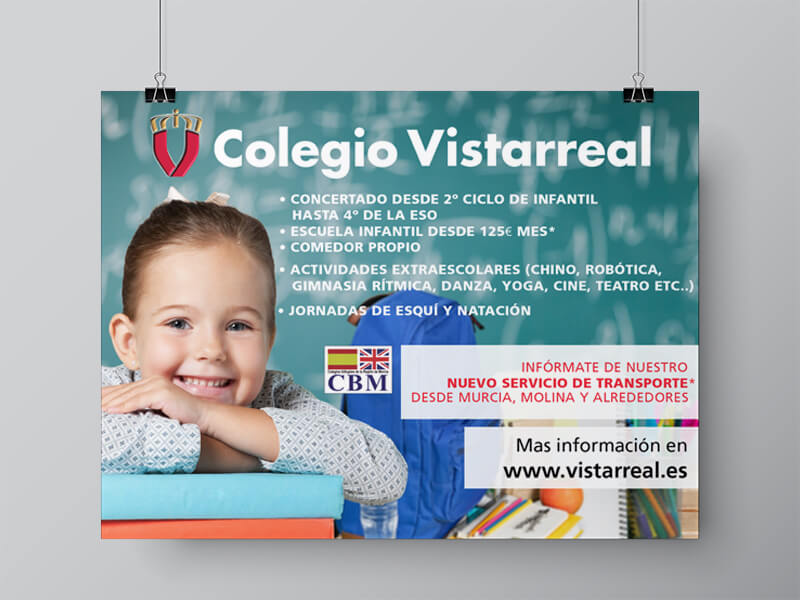 Colegio Vistarreal
• CONCERTADO DESDE 2º CICLO DE INFANTIL
HASTA 4º DE LA ESO
• ESCUELA INFANTIL DESDE 125€ MES*
• COMEDOR PROPIO
• ACTIVIDADES EXTRAESCOLARES (CHINO, ROBÓTICA,
GIMNASIA RÍTMICA, DANZA, YOGA, CINE, TEATRO ETC..)
• JORNADAS DE ESQUÍ Y NATACIÓN
CBM
INFÓRMATE DE NUESTRO
NUEVO SERVICIO DE TRANSPORTE*
DESDE MURCIA, MOLINA Y ALREDEDORES
Mas información en
www.vistarreal.es